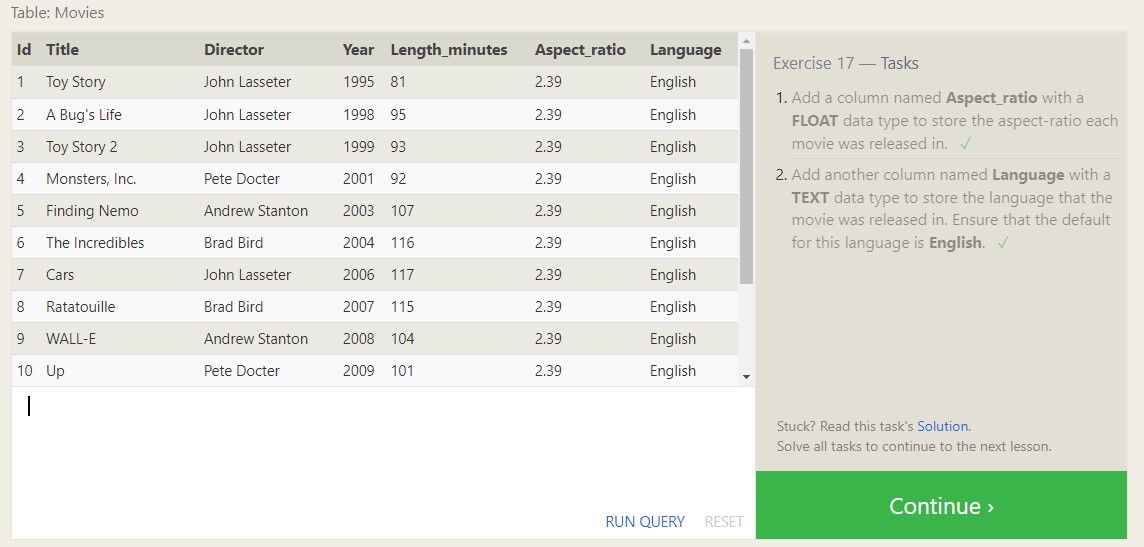 Table: Movies
Id Title Director Year Length_minutes Aspect_ratio Language
1 Toy Story John Lasseter 1995 81 2.39 English
2 A Bug's Life John Lasseter 1998 95 2.39 English
3 Toy Story 2 John Lasseter 1999 93 2.39 English
4 Monsters, Inc. Pete Docter 2001 92 2.39 English
5 Finding Nemo Andrew Stanton 2003 107 2.39 English
6 The Incredibles Brad Bird 2004 116 2.39 English
7 Cars John Lasseter 2006 117 2.39 English
8 Ratatouille Brad Bird 2007 115 2.39 English
9 WALL-E Andrew Stanton 2008 104 2.39 English
10 Up Pete Docter 2009 101 2.39 English
RUN QUERY RESET
Exercise 17 — Tasks
1. Add a column named Aspect_ratio with a
FLOAT data type to store the aspect-ratio each
movie was released in. ✓
2. Add another column named Language with a
TEXT data type to store the language that the
movie was released in. Ensure that the default
for this language is English. ✓
Stuck? Read this task's Solution.
Solve all tasks to continue to the next lesson.
Continue ›